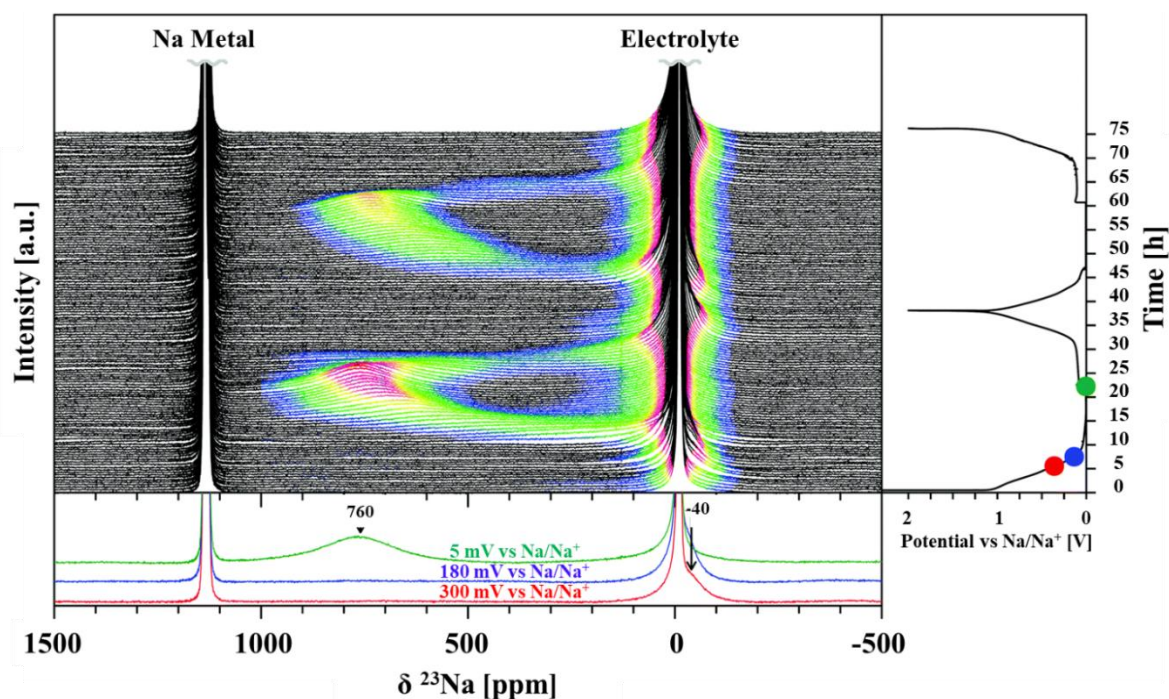 Na Metal
Electrolyte
Intensity [a.u.]
75
70
65
60
55
50
45
40
35
30
25
20
15
10
5
0
Time [h]
2 1 0
Potential vs Na/Na⁺ [V]
760
-40
5 mV vs Na/Na⁺
180 mV vs Na/Na⁺
300 mV vs Na/Na⁺
1500 1000 500 0 -500
δ ²³Na [ppm]